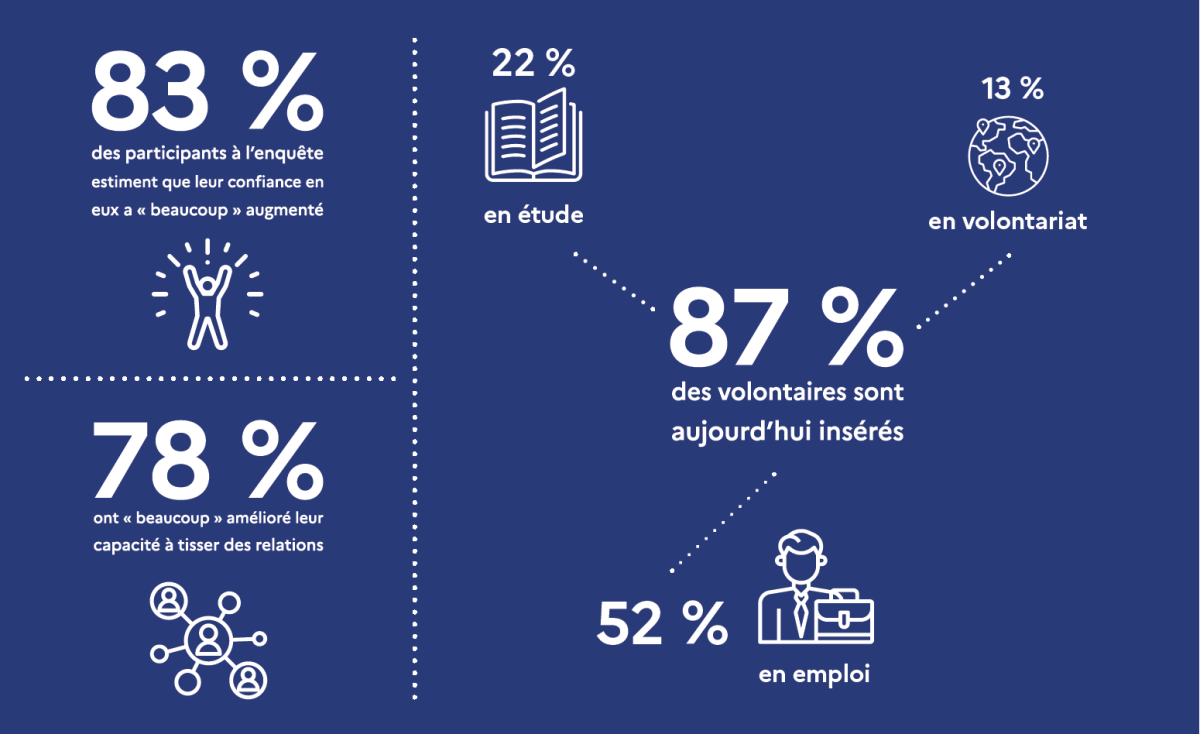 83 %
des participants à l’enquête
estiment que leur confiance en
eux a « beaucoup » augmenté
78 %
ont « beaucoup » amélioré leur
capacité à tisser des relations
22 %
en étude
13 %
en volontariat
87 %
des volontaires sont
aujourd’hui insérés
52 %
en emploi